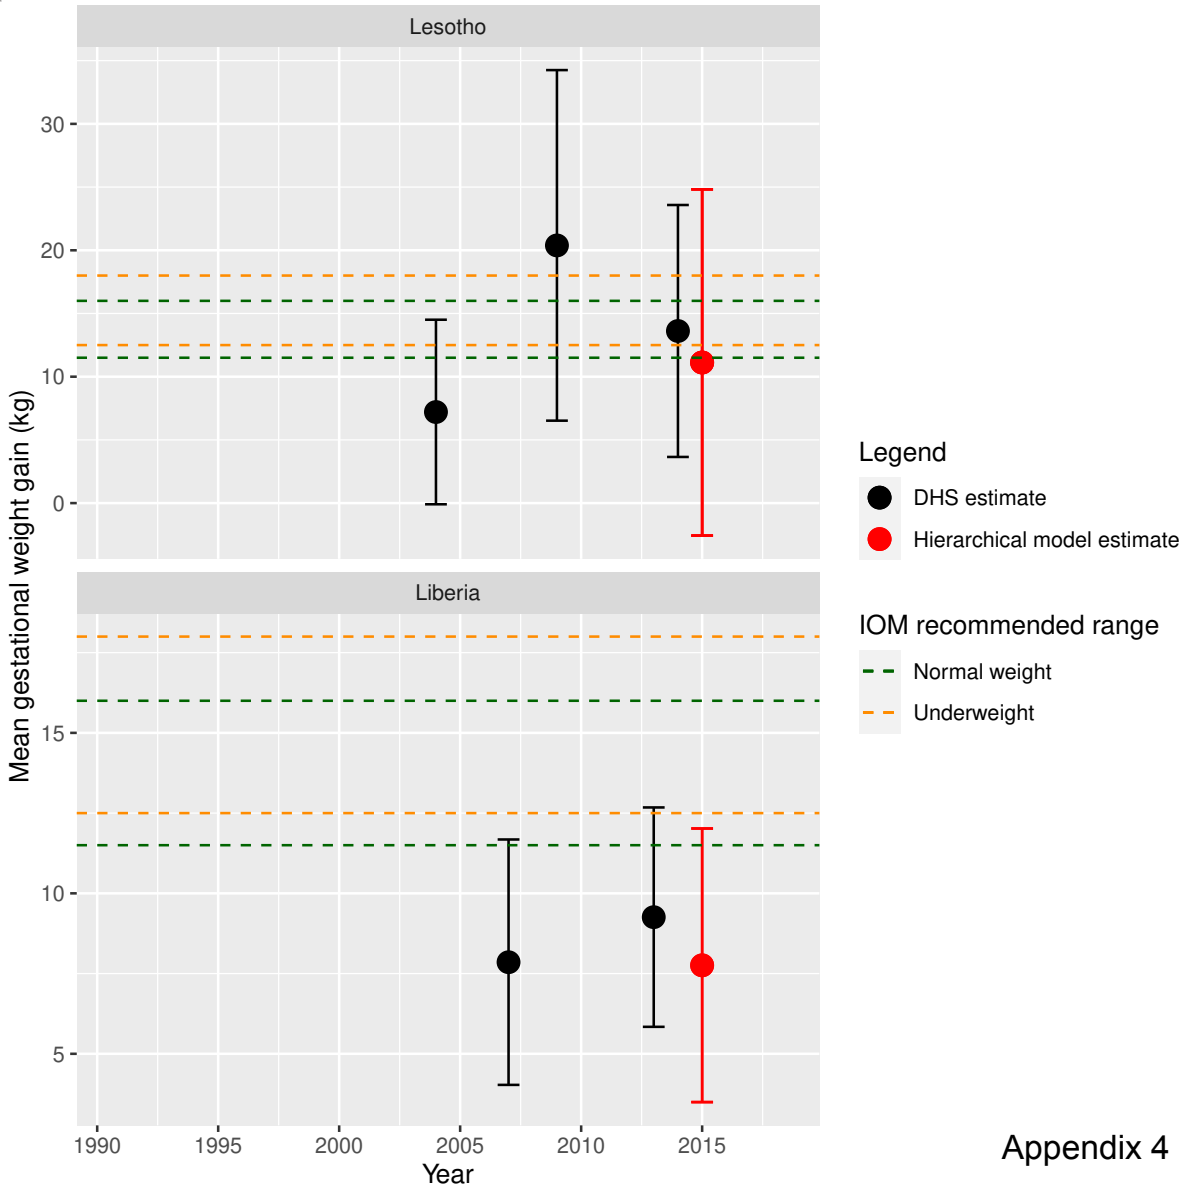 Lesotho
30
20
10
0
Liberia
15
10
5
1990 1995 2000 2005 2010 2015
Year
Mean gestational weight gain (kg)
Legend
DHS estimate
Hierarchical model estimate
IOM recommended range
Normal weight
Underweight
Appendix 4